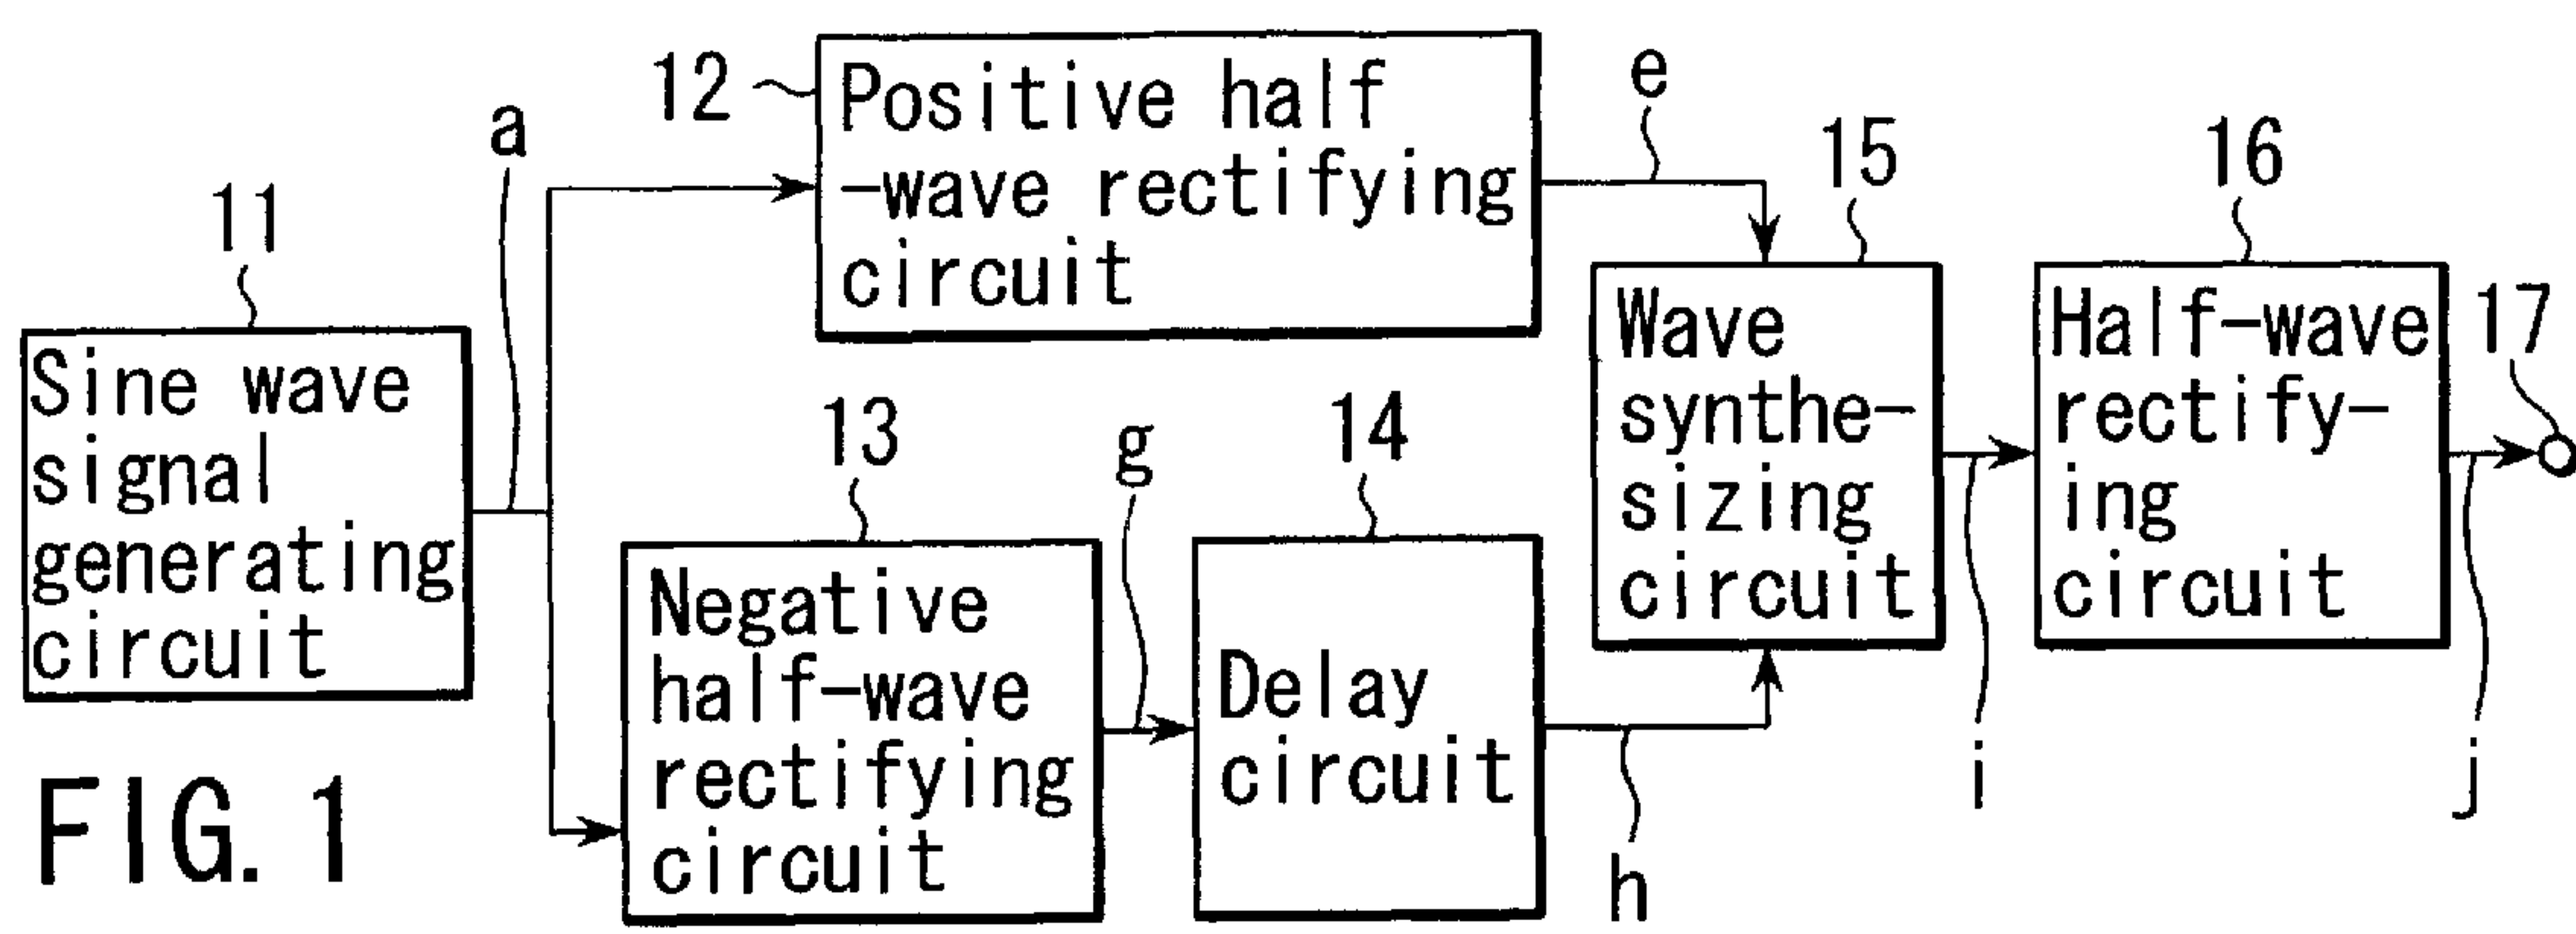 11
Sine wave
signal
generating
circuit
a
12
Positive half
-wave rectifying
circuit
e
13
Negative
half-wave
rectifying
circuit
g
14
Delay
circuit
h
15
Wave
synthe-
sizing
circuit
i
16
Half-wave
rectify-
ing
circuit
j
17
FIG. 1